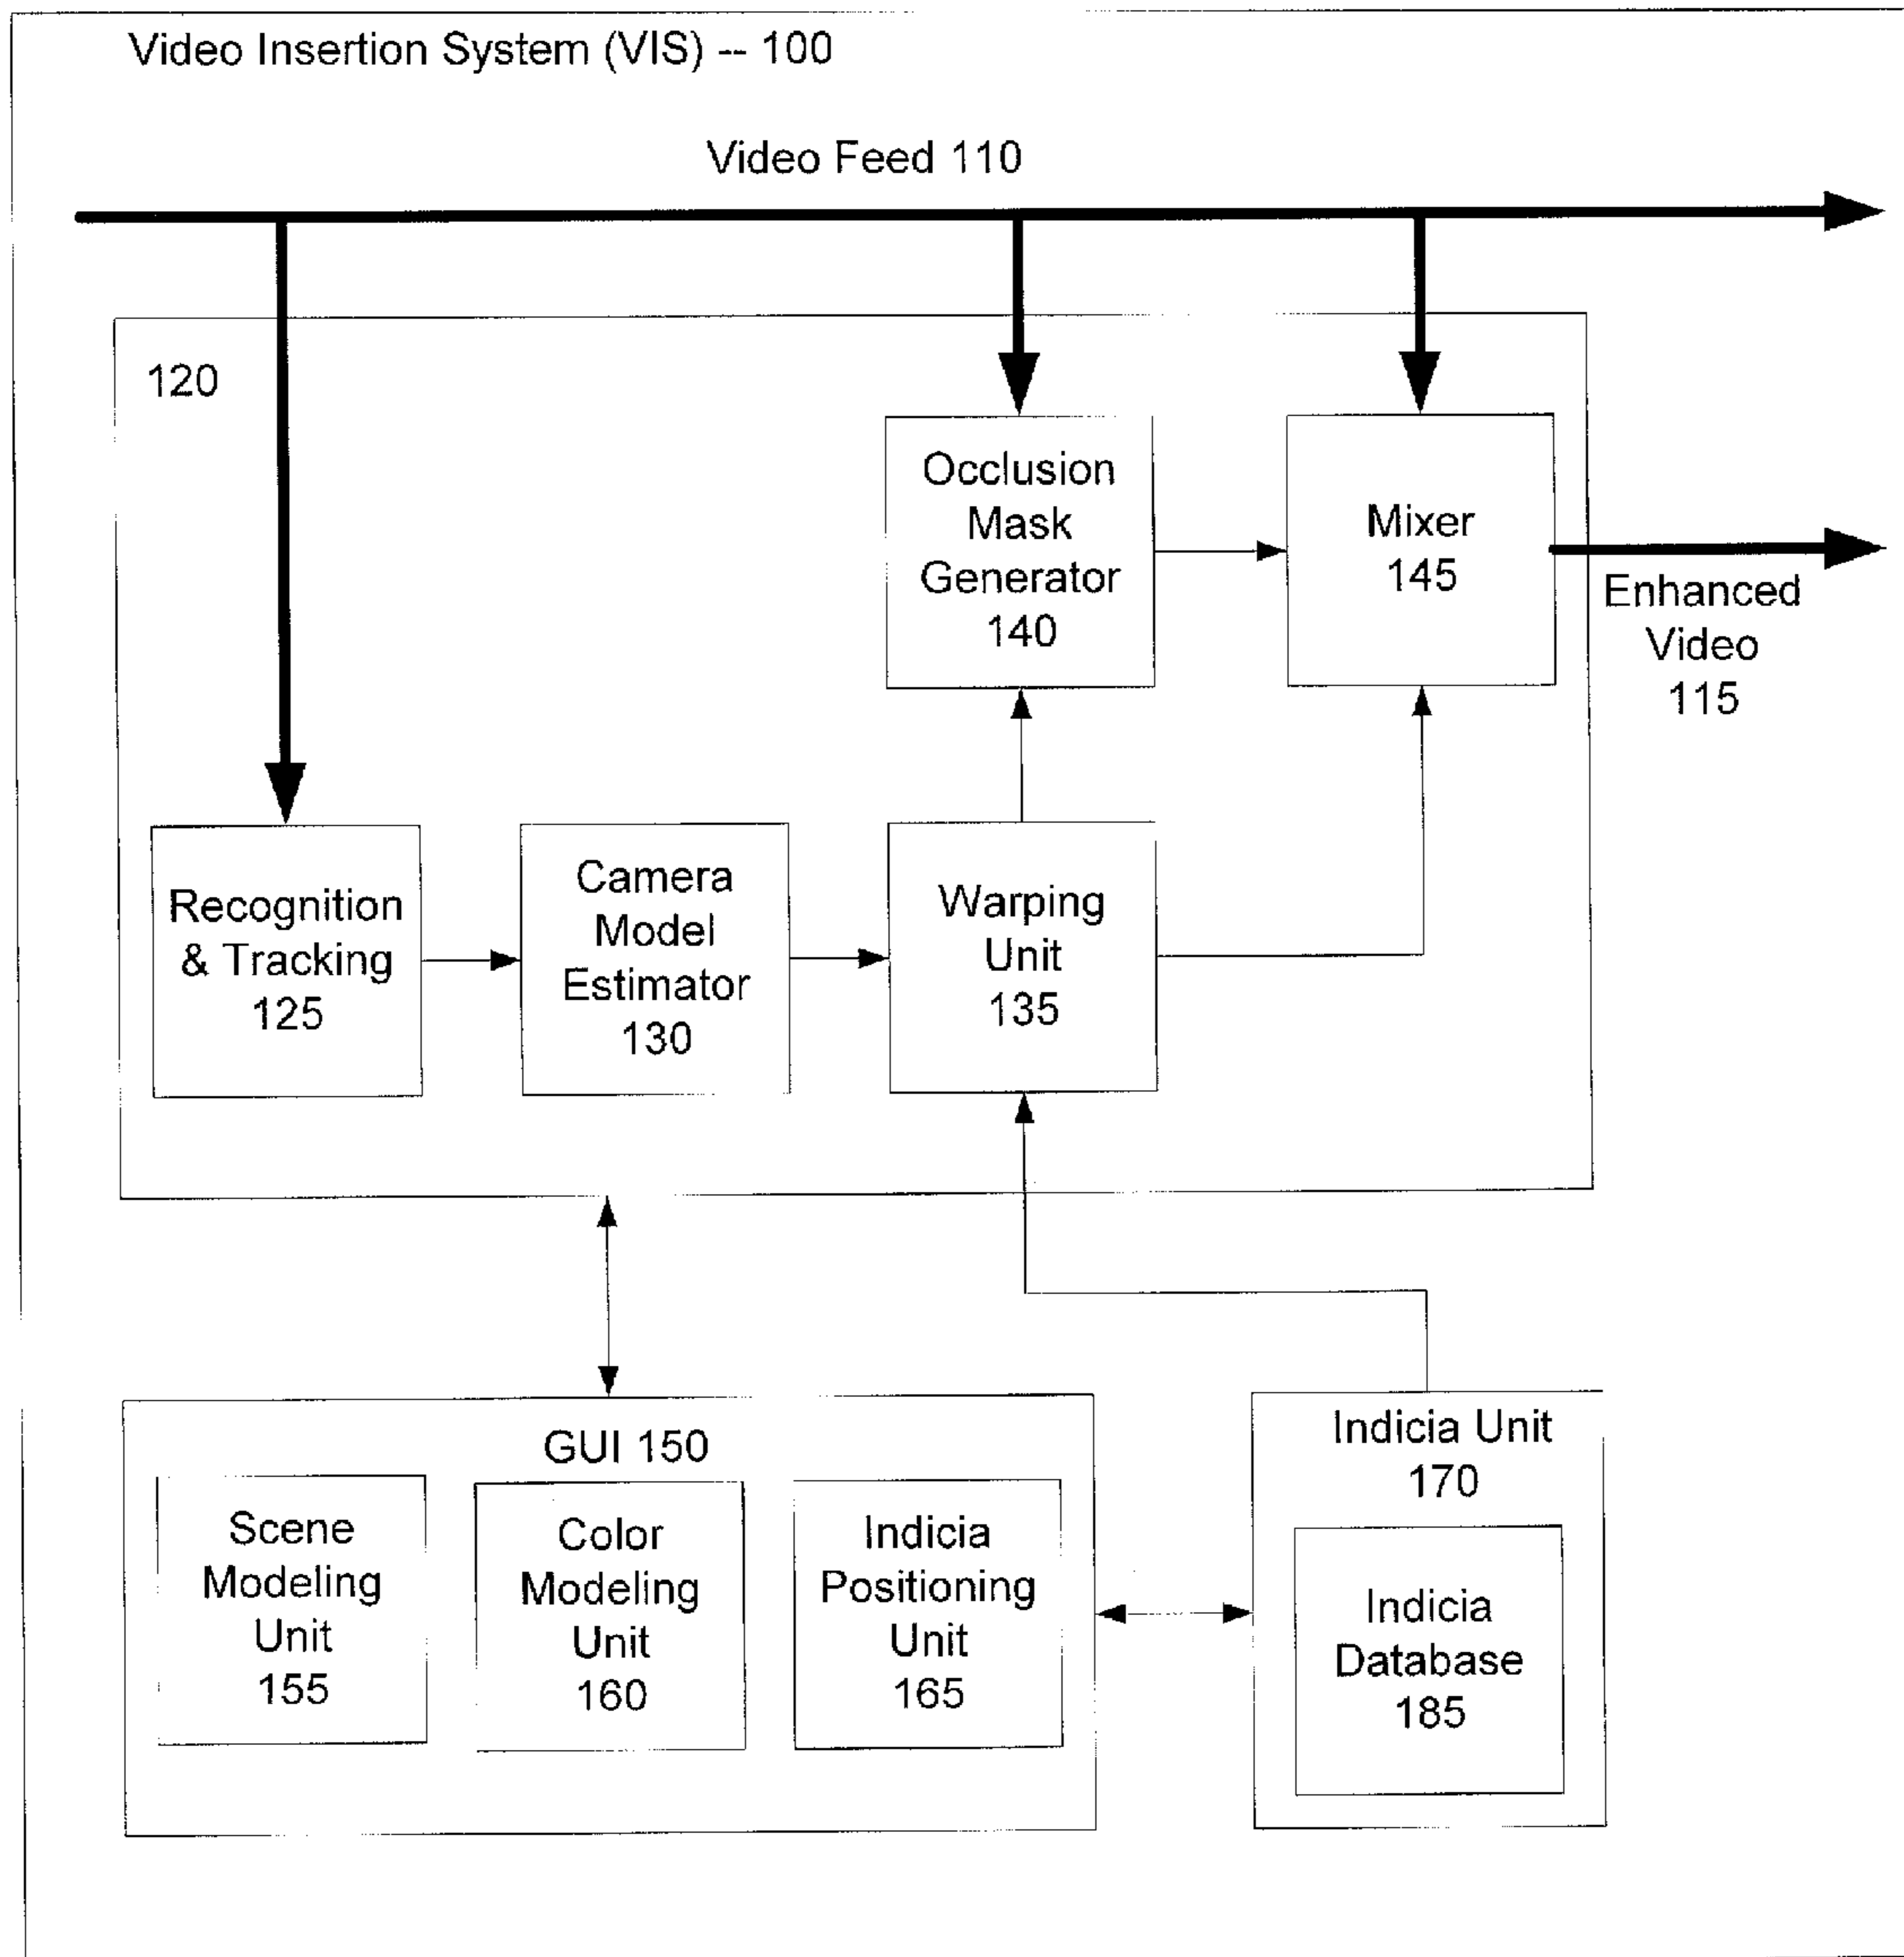 Video Insertion System (VIS) -- 100
Video Feed 110
120
Occlusion
Mask
Generator
140
Mixer
145
Enhanced
Video
115
Recognition
& Tracking
125
Camera
Model
Estimator
130
Warping
Unit
135
GUI 150
Scene
Modeling
Unit
155
Color
Modeling
Unit
160
Indicia
Positioning
Unit
165
Indicia Unit
170
Indicia
Database
185